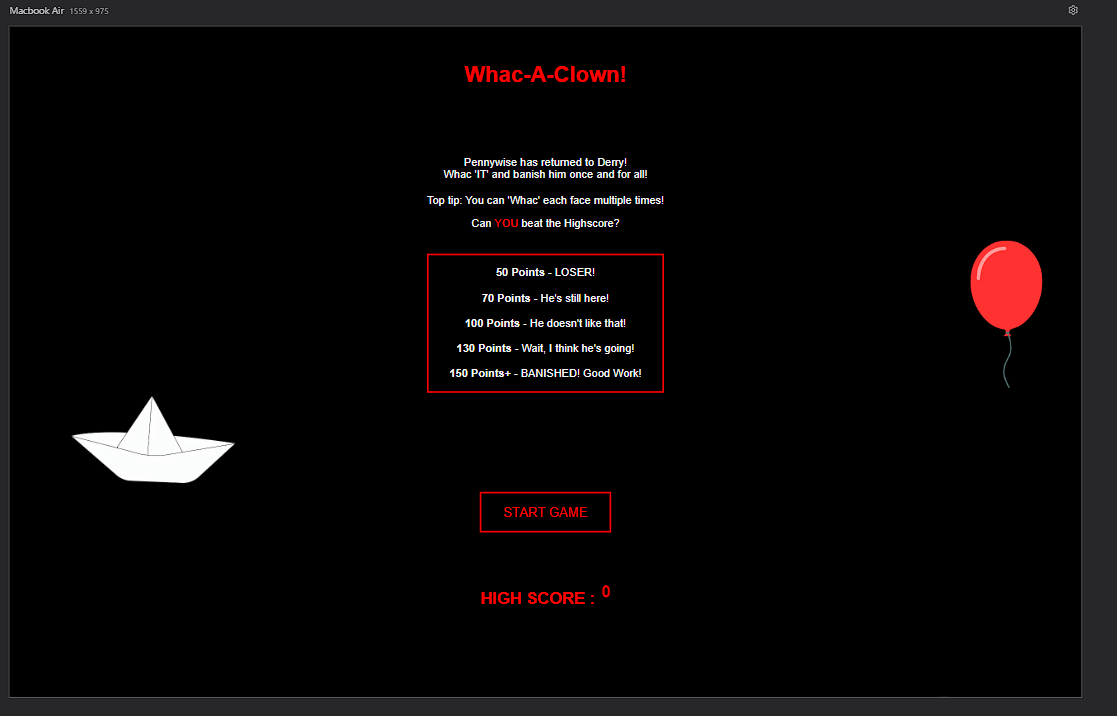 Macbook Air 1559 x 975
Whac-A-Clown!
Pennywise has returned to Derry!
Whac 'IT' and banish him once and for all!
Top tip: You can 'Whac' each face multiple times!
Can YOU beat the Highscore?
50 Points - LOSER!
70 Points - He's still here!
100 Points - He doesn't like that!
130 Points - Wait, I think he's going!
150 Points+ - BANISHED! Good Work!
START GAME
HIGH SCORE : 0